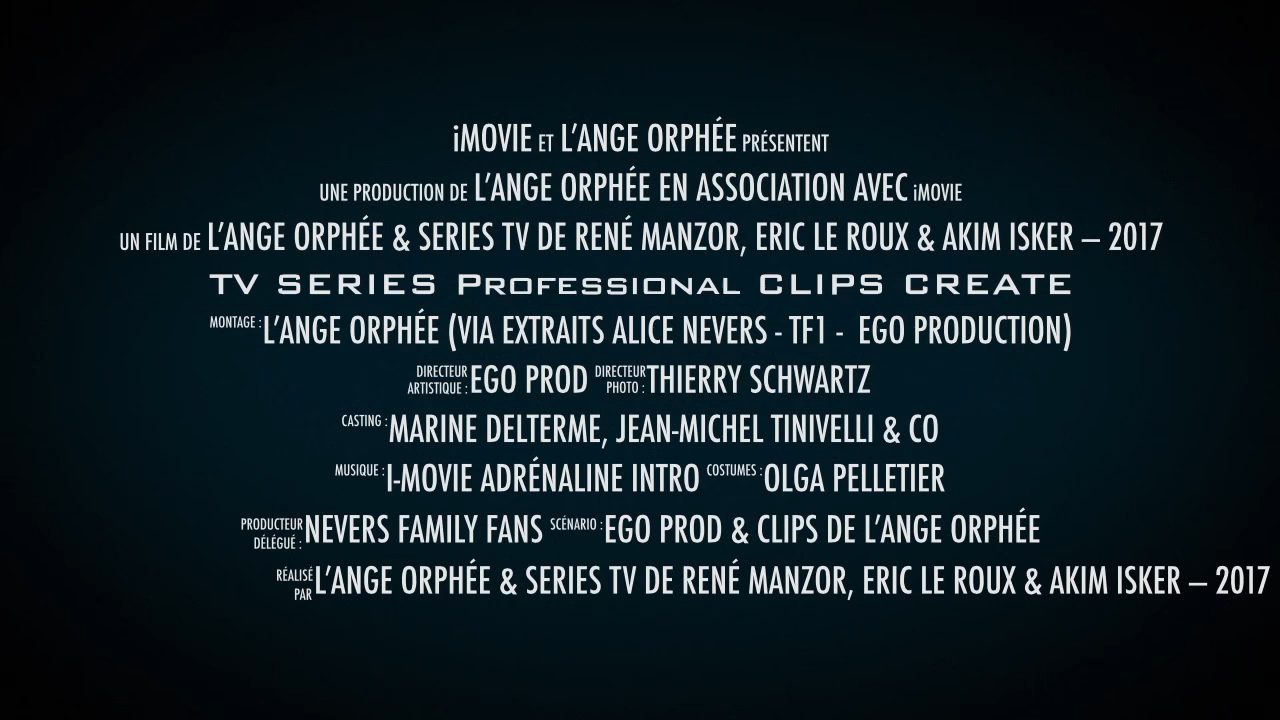 iMOVIE ET L'ANGE ORPHÉE PRÉSENTENT
UNE PRODUCTION DE L'ANGE ORPHÉE EN ASSOCIATION AVEC iMOVIE
UN FILM DE L'ANGE ORPHÉE & SERIES TV DE RENÉ MANZOR, ERIC LE ROUX & AKIM ISKER – 2017
TV SERIES PROFESSIONAL CLIPS CREATE
MONTAGE : L'ANGE ORPHÉE (VIA EXTRAITS ALICE NEVERS - TF1 - EGO PRODUCTION)
DIRECTEUR ARTISTIQUE : EGO PROD DIRECTEUR PHOTO : THIERRY SCHWARTZ
CASTING : MARINE DELTERME, JEAN-MICHEL TINIVELLI & CO
MUSIQUE : I-MOVIE ADRÉNALINE INTRO COSTUMES : OLGA PELLETIER
PRODUCTEUR DÉLÉGUÉ : NEVERS FAMILY FANS SCÉNARIO : EGO PROD & CLIPS DE L'ANGE ORPHÉE
RÉALISÉ PAR L'ANGE ORPHÉE & SERIES TV DE RENÉ MANZOR, ERIC LE ROUX & AKIM ISKER – 2017